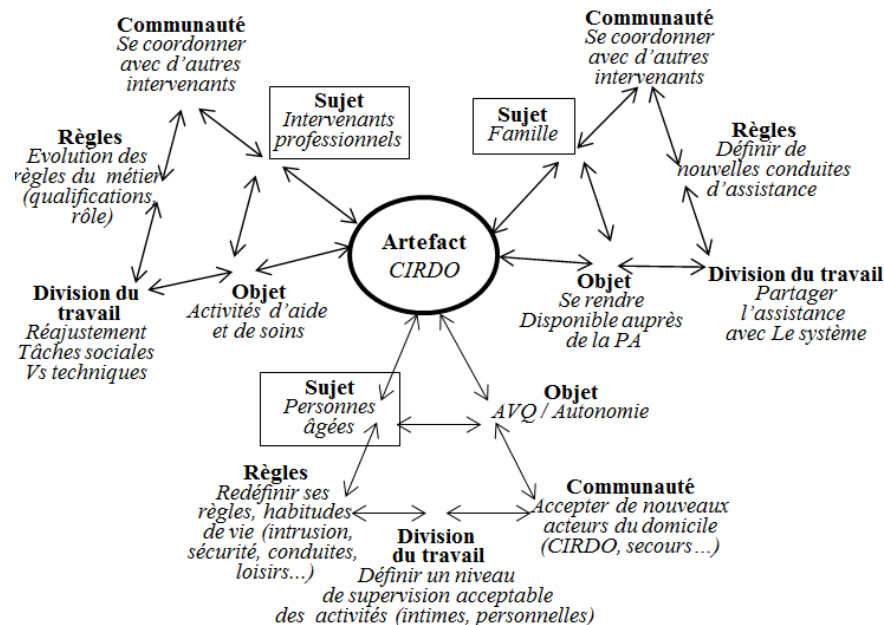 Communauté
Se coordonner
avec d'autres
intervenants
Sujet
Intervenants
professionnels
Règles
Evolution des
règles du métier
(qualifications,
rôle)
Division du
travail
Réajustement
Tâches sociales
Vs techniques
Objet
Activités d'aide
et de soins
Artefact
CIRDO
Communauté
Se coordonner
avec d'autres
intervenants
Sujet
Famille
Règles
Définir de
nouvelles conduites
d'assistance
Objet
Se rendre
Disponible auprès
de la PA
Division du travail
Partager
l'assistance
avec Le système
Sujet
Personnes
âgées
Objet
AVQ / Autonomie
Règles
Redéfinir ses
règles, habitudes
de vie (intrusion,
sécurité, conduites,
loisirs…)
Division
du travail
Définir un niveau
de supervision acceptable
des activités (intimes, personnelles)
Communauté
Accepter de nouveaux
acteurs du domicile
(CIRDO, secours…)